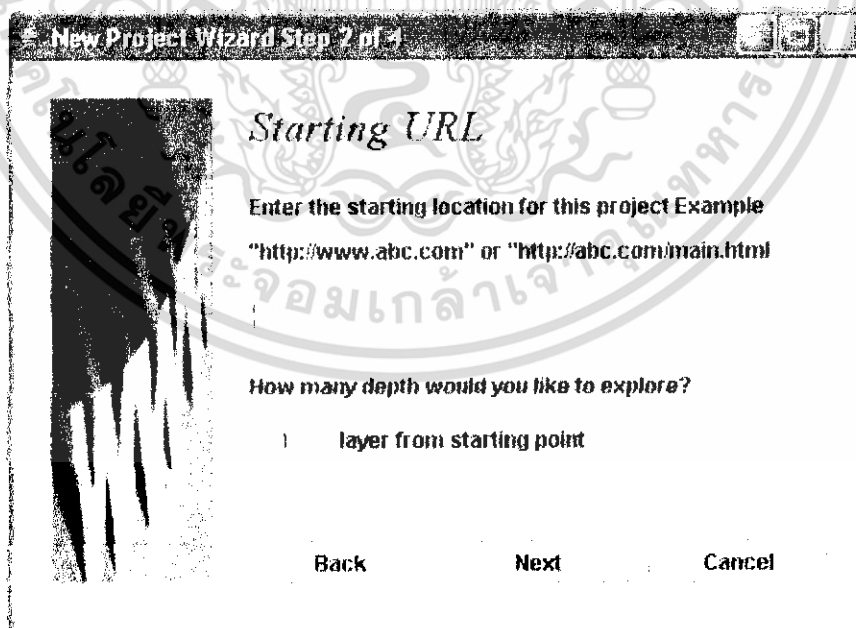 New Project Wizard Step 2 of 4
Starting URL
Enter the starting location for this project Example
"http://www.abc.com" or "http://abc.com/main.html
How many depth would you like to explore?
1 layer from starting point
Back Next Cancel